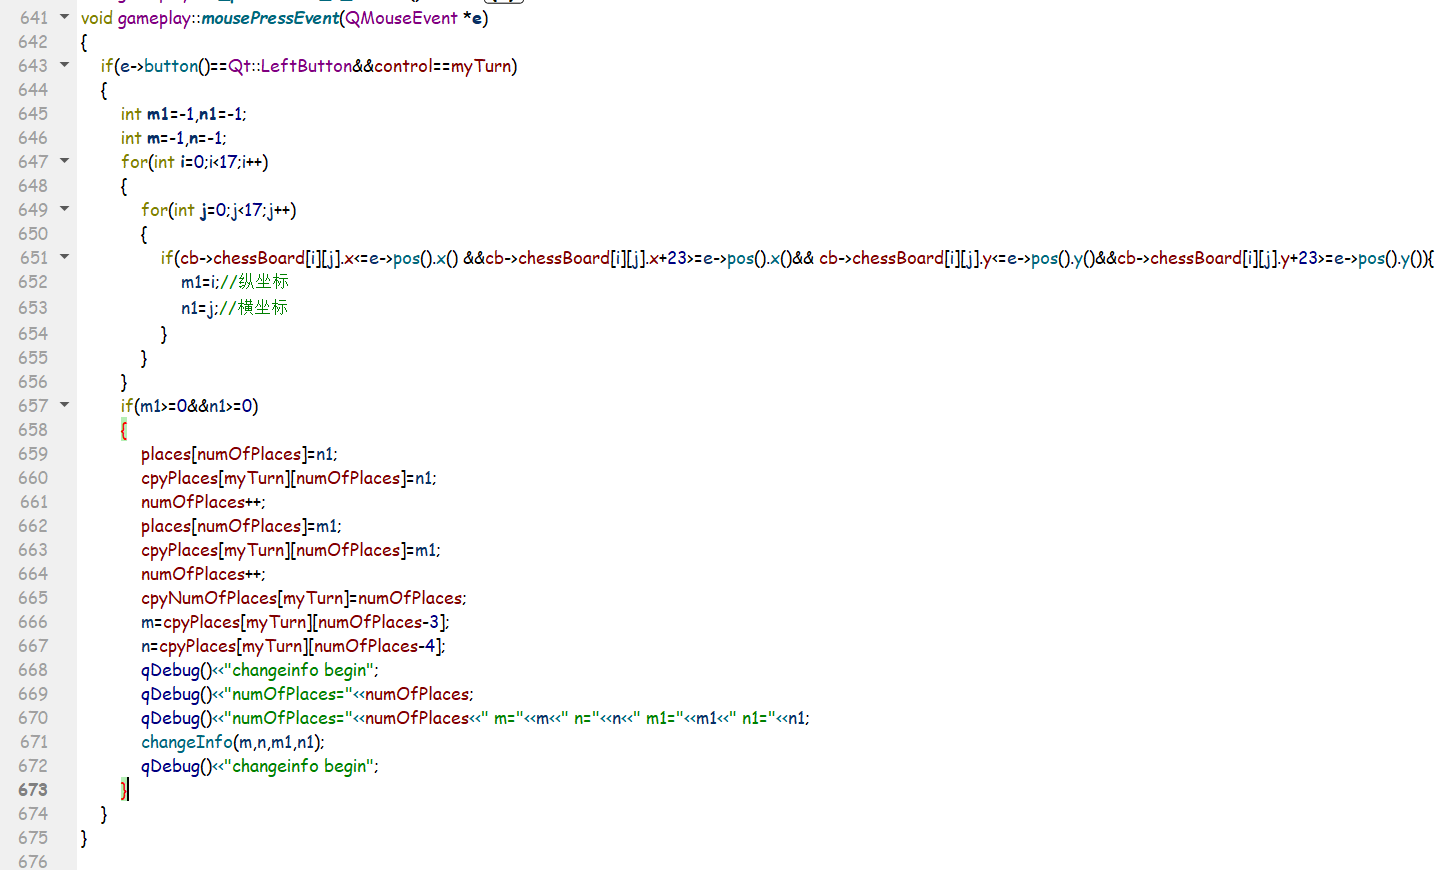 641 void gameplay::mousePressEvent(QMouseEvent *e)
642 {
643 if(e->button()==Qt::LeftButton&&control==myTurn)
644 {
645 int m1=-1,n1=-1;
646 int m=-1,n=-1;
647 for(int i=0;i<17;i++)
648 {
649 for(int j=0;j<17;j++)
650 {
651 if(cb->chessBoard[i][j].x<=e->pos().x() &&cb->chessBoard[i][j].x+23>=e->pos().x()&& cb->chessBoard[i][j].y<=e->pos().y()&&cb->chessBoard[i][j].y+23>=e->pos().y()){
652 m1=i;//纵坐标
653 n1=j;//横坐标
654 }
655 }
656 }
657 if(m1>=0&&n1>=0)
658 {
659 places[numOfPlaces]=n1;
660 cpyPlaces[myTurn][numOfPlaces]=n1;
661 numOfPlaces++;
662 places[numOfPlaces]=m1;
663 cpyPlaces[myTurn][numOfPlaces]=m1;
664 numOfPlaces++;
665 cpyNumOfPlaces[myTurn]=numOfPlaces;
666 m=cpyPlaces[myTurn][numOfPlaces-3];
667 n=cpyPlaces[myTurn][numOfPlaces-4];
668 qDebug()<<"changeinfo begin";
669 qDebug()<<"numOfPlaces="<<numOfPlaces;
670 qDebug()<<"numOfPlaces="<<numOfPlaces<<" m="<<m<<" n="<<n<<" m1="<<m1<<" n1="<<n1;
671 changeInfo(m,n,m1,n1);
672 qDebug()<<"changeinfo begin";
673 }
674 }
675 }
676